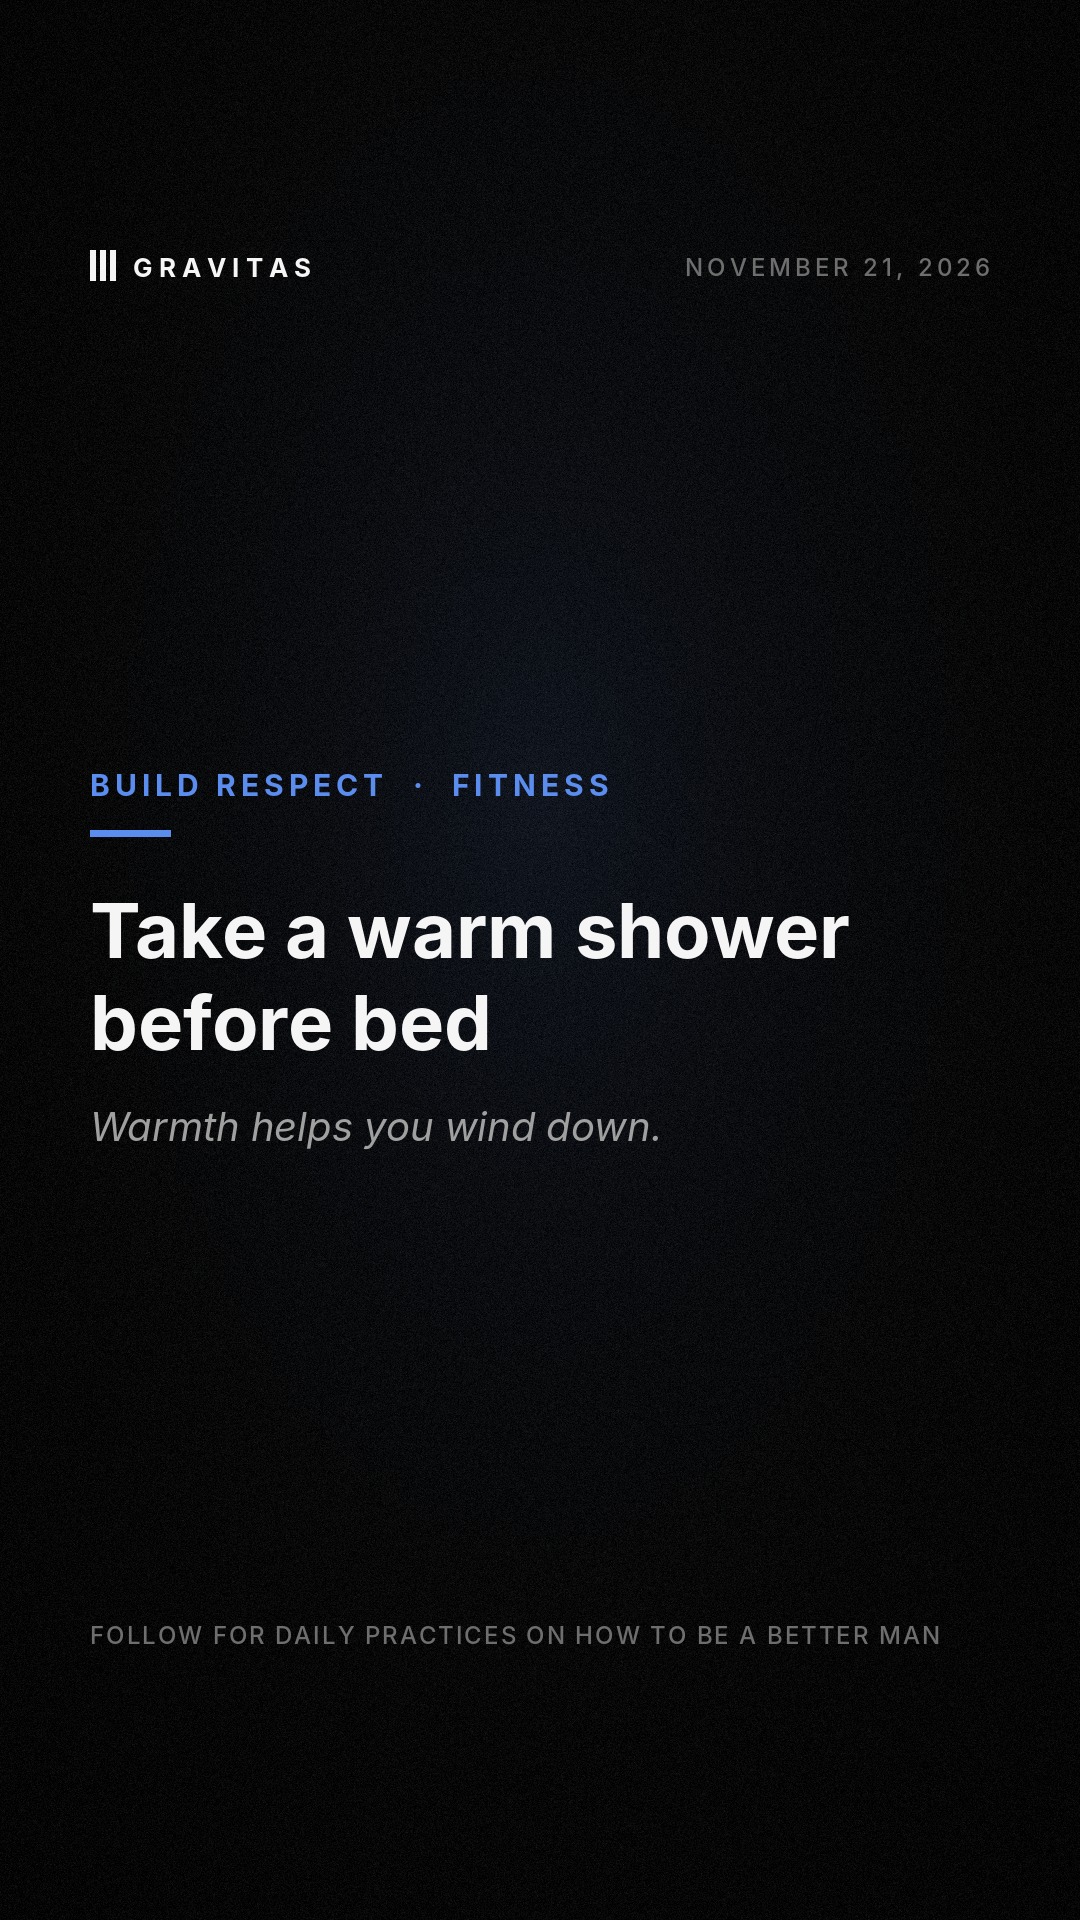 GRAVITAS
NOVEMBER 21, 2026
BUILD RESPECT · FITNESS
Take a warm shower
before bed
Warmth helps you wind down.
FOLLOW FOR DAILY PRACTICES ON HOW TO BE A BETTER MAN